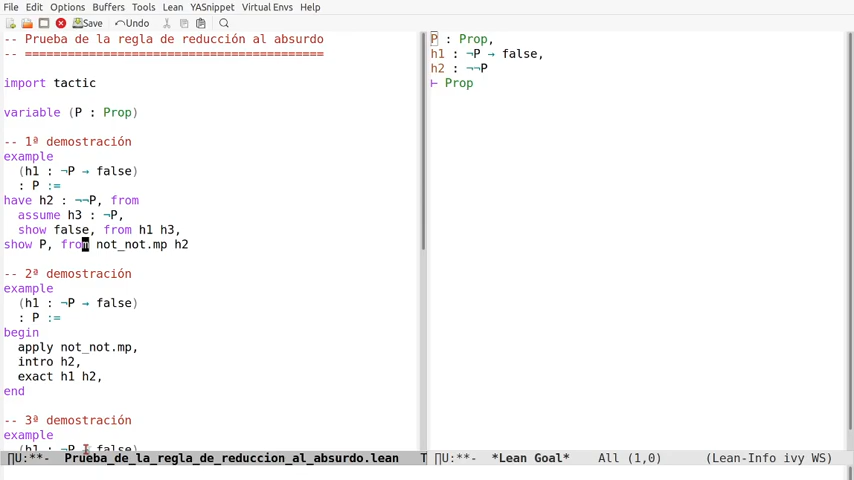 File Edit Options Buffers Tools Lean YASnippet Virtual Envs Help
Save Undo
-- Prueba de la regla de reducción al absurdo
-- =========================================
import tactic
variable (P : Prop)
-- 1ª demostración
example
(h1 : ¬P → false)
: P :=
have h2 : ¬¬P, from
assume h3 : ¬P,
show false, from h1 h3,
show P, from not_not.mp h2
-- 2ª demostración
example
(h1 : ¬P → false)
: P :=
begin
apply not_not.mp,
intro h2,
exact h1 h2,
end
-- 3ª demostración
example
(h1 : ¬P → false)
P : Prop,
h1 : ¬P → false,
h2 : ¬¬P
⊢ Prop
∏U:**- Prueba_de_la_regla_de_reduccion_al_absurdo.lean T
∏U:**- *Lean Goal* All (1,0) (Lean-Info ivy WS)